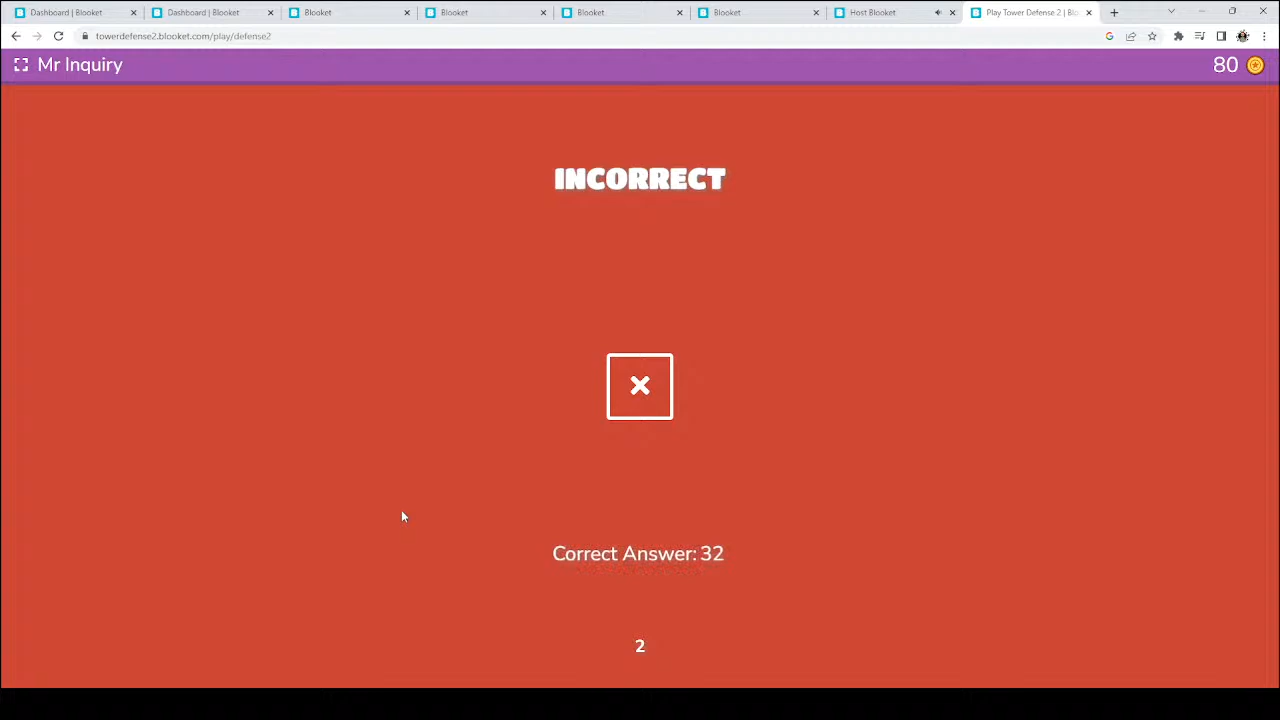 Dashboard | Blooket
Dashboard | Blooket
Blooket
Blooket
Blooket
Blooket
Host Blooket
Play Tower Defense 2 | Blo
towerdefense2.blooket.com/play/defense2
Mr Inquiry
80
INCORRECT
Correct Answer: 32
2